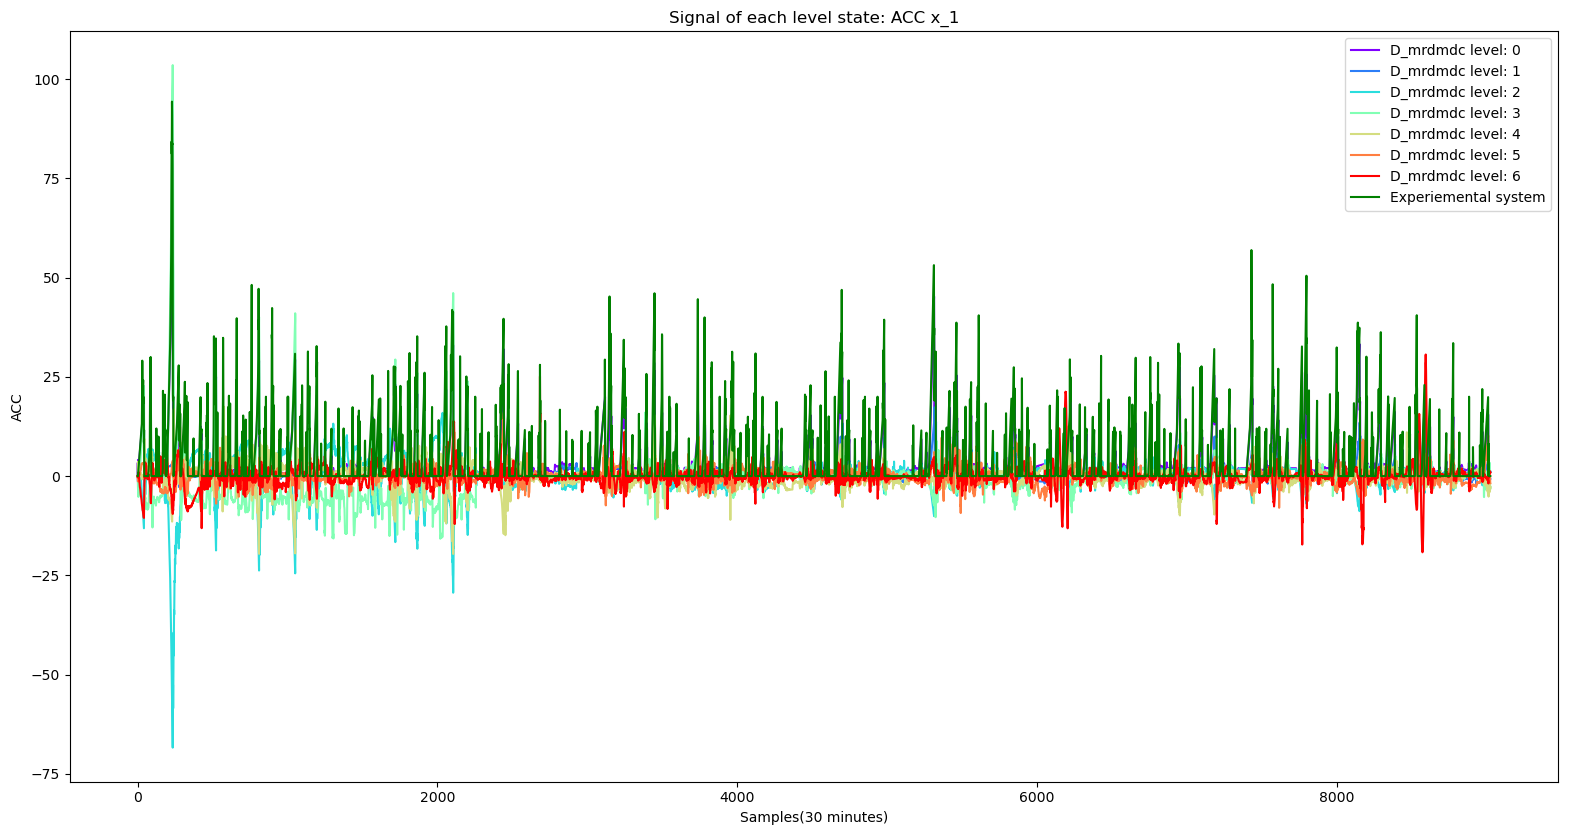 Signal of each level state: ACC x_1
D_mrdmdc level: 0
D_mrdmdc level: 1
D_mrdmdc level: 2
D_mrdmdc level: 3
D_mrdmdc level: 4
D_mrdmdc level: 5
D_mrdmdc level: 6
Experiemental system
100
75
50
25
0
−25
−50
−75
ACC
0
2000
4000
6000
8000
Samples(30 minutes)